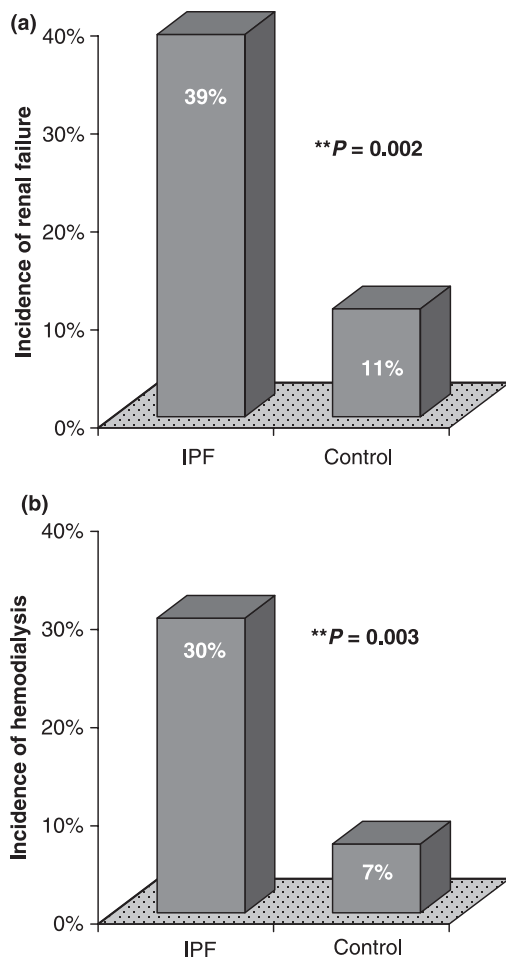 (a)
Incidence of renal failure
40%
30%
20%
10%
0%
39%
**P = 0.002
11%
IPF Control
(b)
Incidence of hemodialysis
40%
30%
20%
10%
0%
30%
**P = 0.003
7%
IPF Control